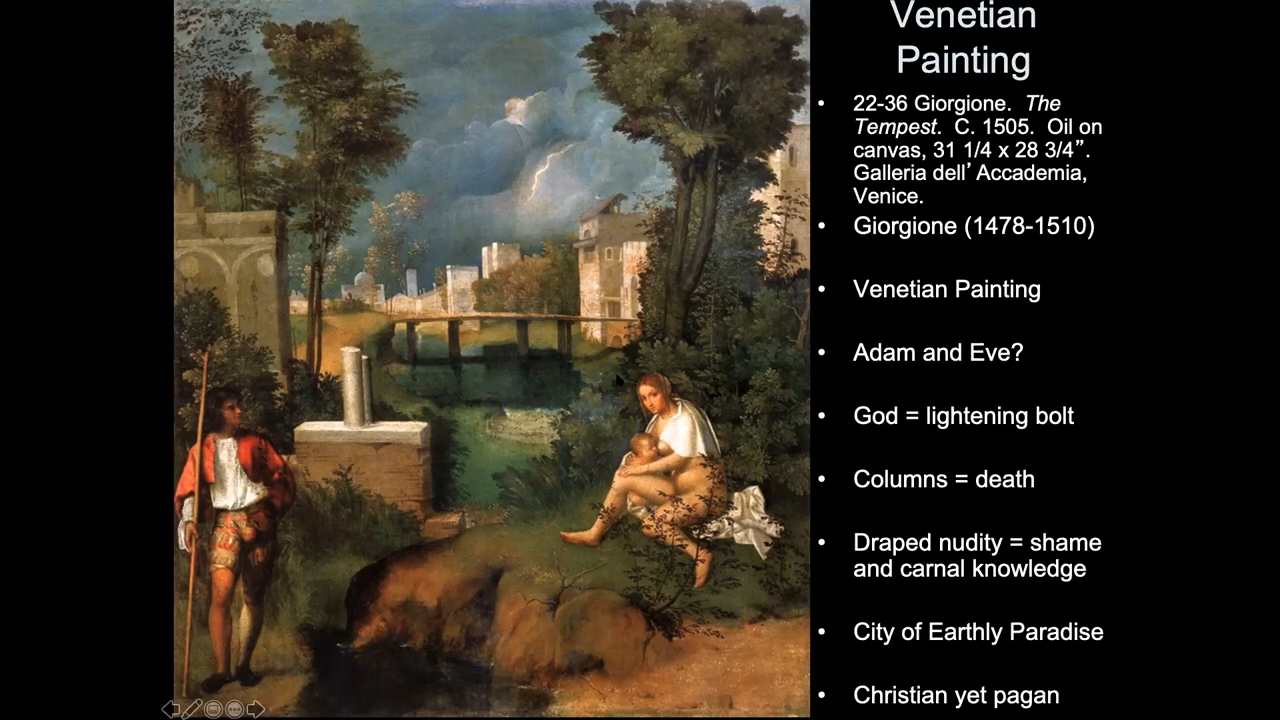 Venetian
Painting
• 22-36 Giorgione. The
Tempest. C. 1505. Oil on
canvas, 31 1/4 x 28 3/4”.
Galleria dell’ Accademia,
Venice.
• Giorgione (1478-1510)
• Venetian Painting
• Adam and Eve?
• God = lightening bolt
• Columns = death
• Draped nudity = shame
and carnal knowledge
• City of Earthly Paradise
• Christian yet pagan